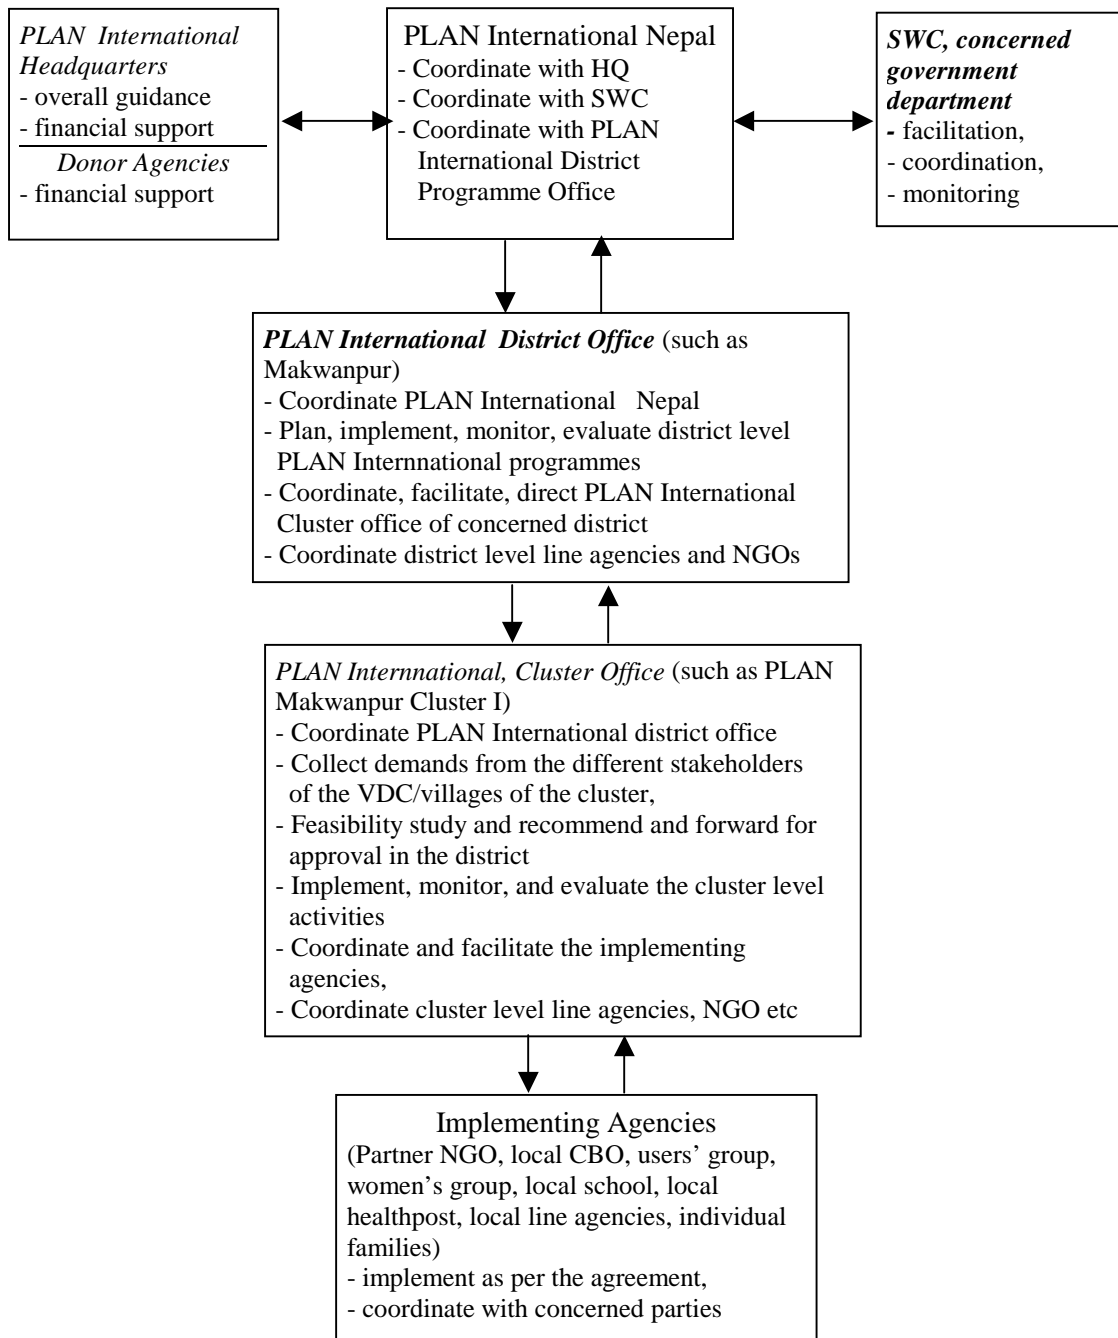 PLAN International
Headquarters
- overall guidance
- financial support
Donor Agencies
- financial support
PLAN International Nepal
- Coordinate with HQ
- Coordinate with SWC
- Coordinate with PLAN
International District
Programme Office
SWC, concerned
government
department
- facilitation,
- coordination,
- monitoring
PLAN International District Office (such as
Makwanpur)
- Coordinate PLAN International Nepal
- Plan, implement, monitor, evaluate district level
PLAN Internnational programmes
- Coordinate, facilitate, direct PLAN International
Cluster office of concerned district
- Coordinate district level line agencies and NGOs
PLAN Internnational, Cluster Office (such as PLAN
Makwanpur Cluster I)
- Coordinate PLAN International district office
- Collect demands from the different stakeholders
of the VDC/villages of the cluster,
- Feasibility study and recommend and forward for
approval in the district
- Implement, monitor, and evaluate the cluster level
activities
- Coordinate and facilitate the implementing
agencies,
- Coordinate cluster level line agencies, NGO etc
Implementing Agencies
(Partner NGO, local CBO, users’ group,
women’s group, local school, local
healthpost, local line agencies, individual
families)
- implement as per the agreement,
- coordinate with concerned parties